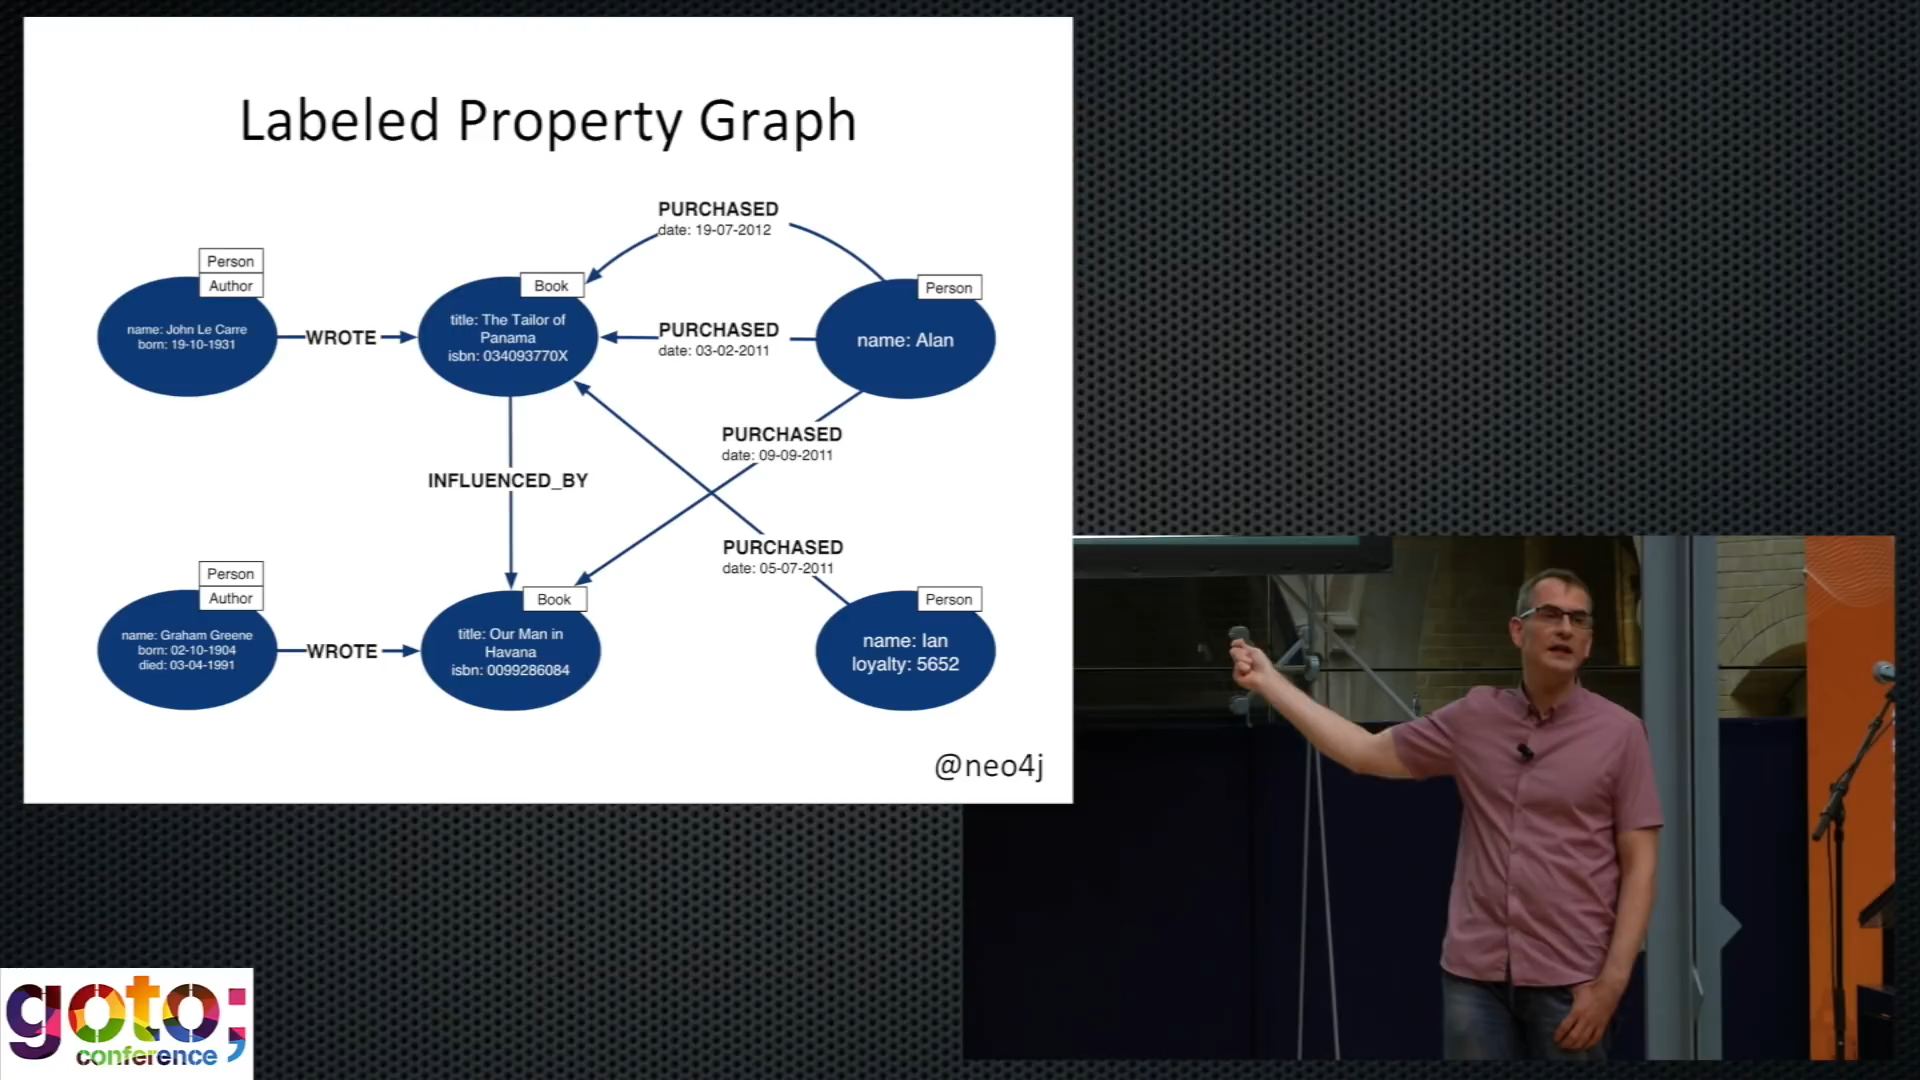 Labeled Property Graph
PURCHASED
date: 19-07-2012
Person
Author
name: John Le Carre
born: 19-10-1931
WROTE
Book
title: The Tailor of
Panama
isbn: 034093770X
PURCHASED
date: 03-02-2011
Person
name: Alan
PURCHASED
date: 09-09-2011
INFLUENCED_BY
PURCHASED
date: 05-07-2011
Person
Author
name: Graham Greene
born: 02-10-1904
died: 03-04-1991
WROTE
Book
title: Our Man in
Havana
isbn: 0099286084
Person
name: Ian
loyalty: 5652
@neo4j
goto;
conference